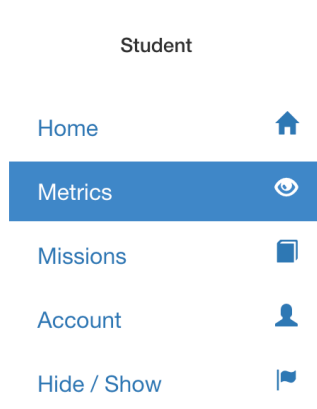 Student
Home
Metrics
Missions
Account
Hide / Show